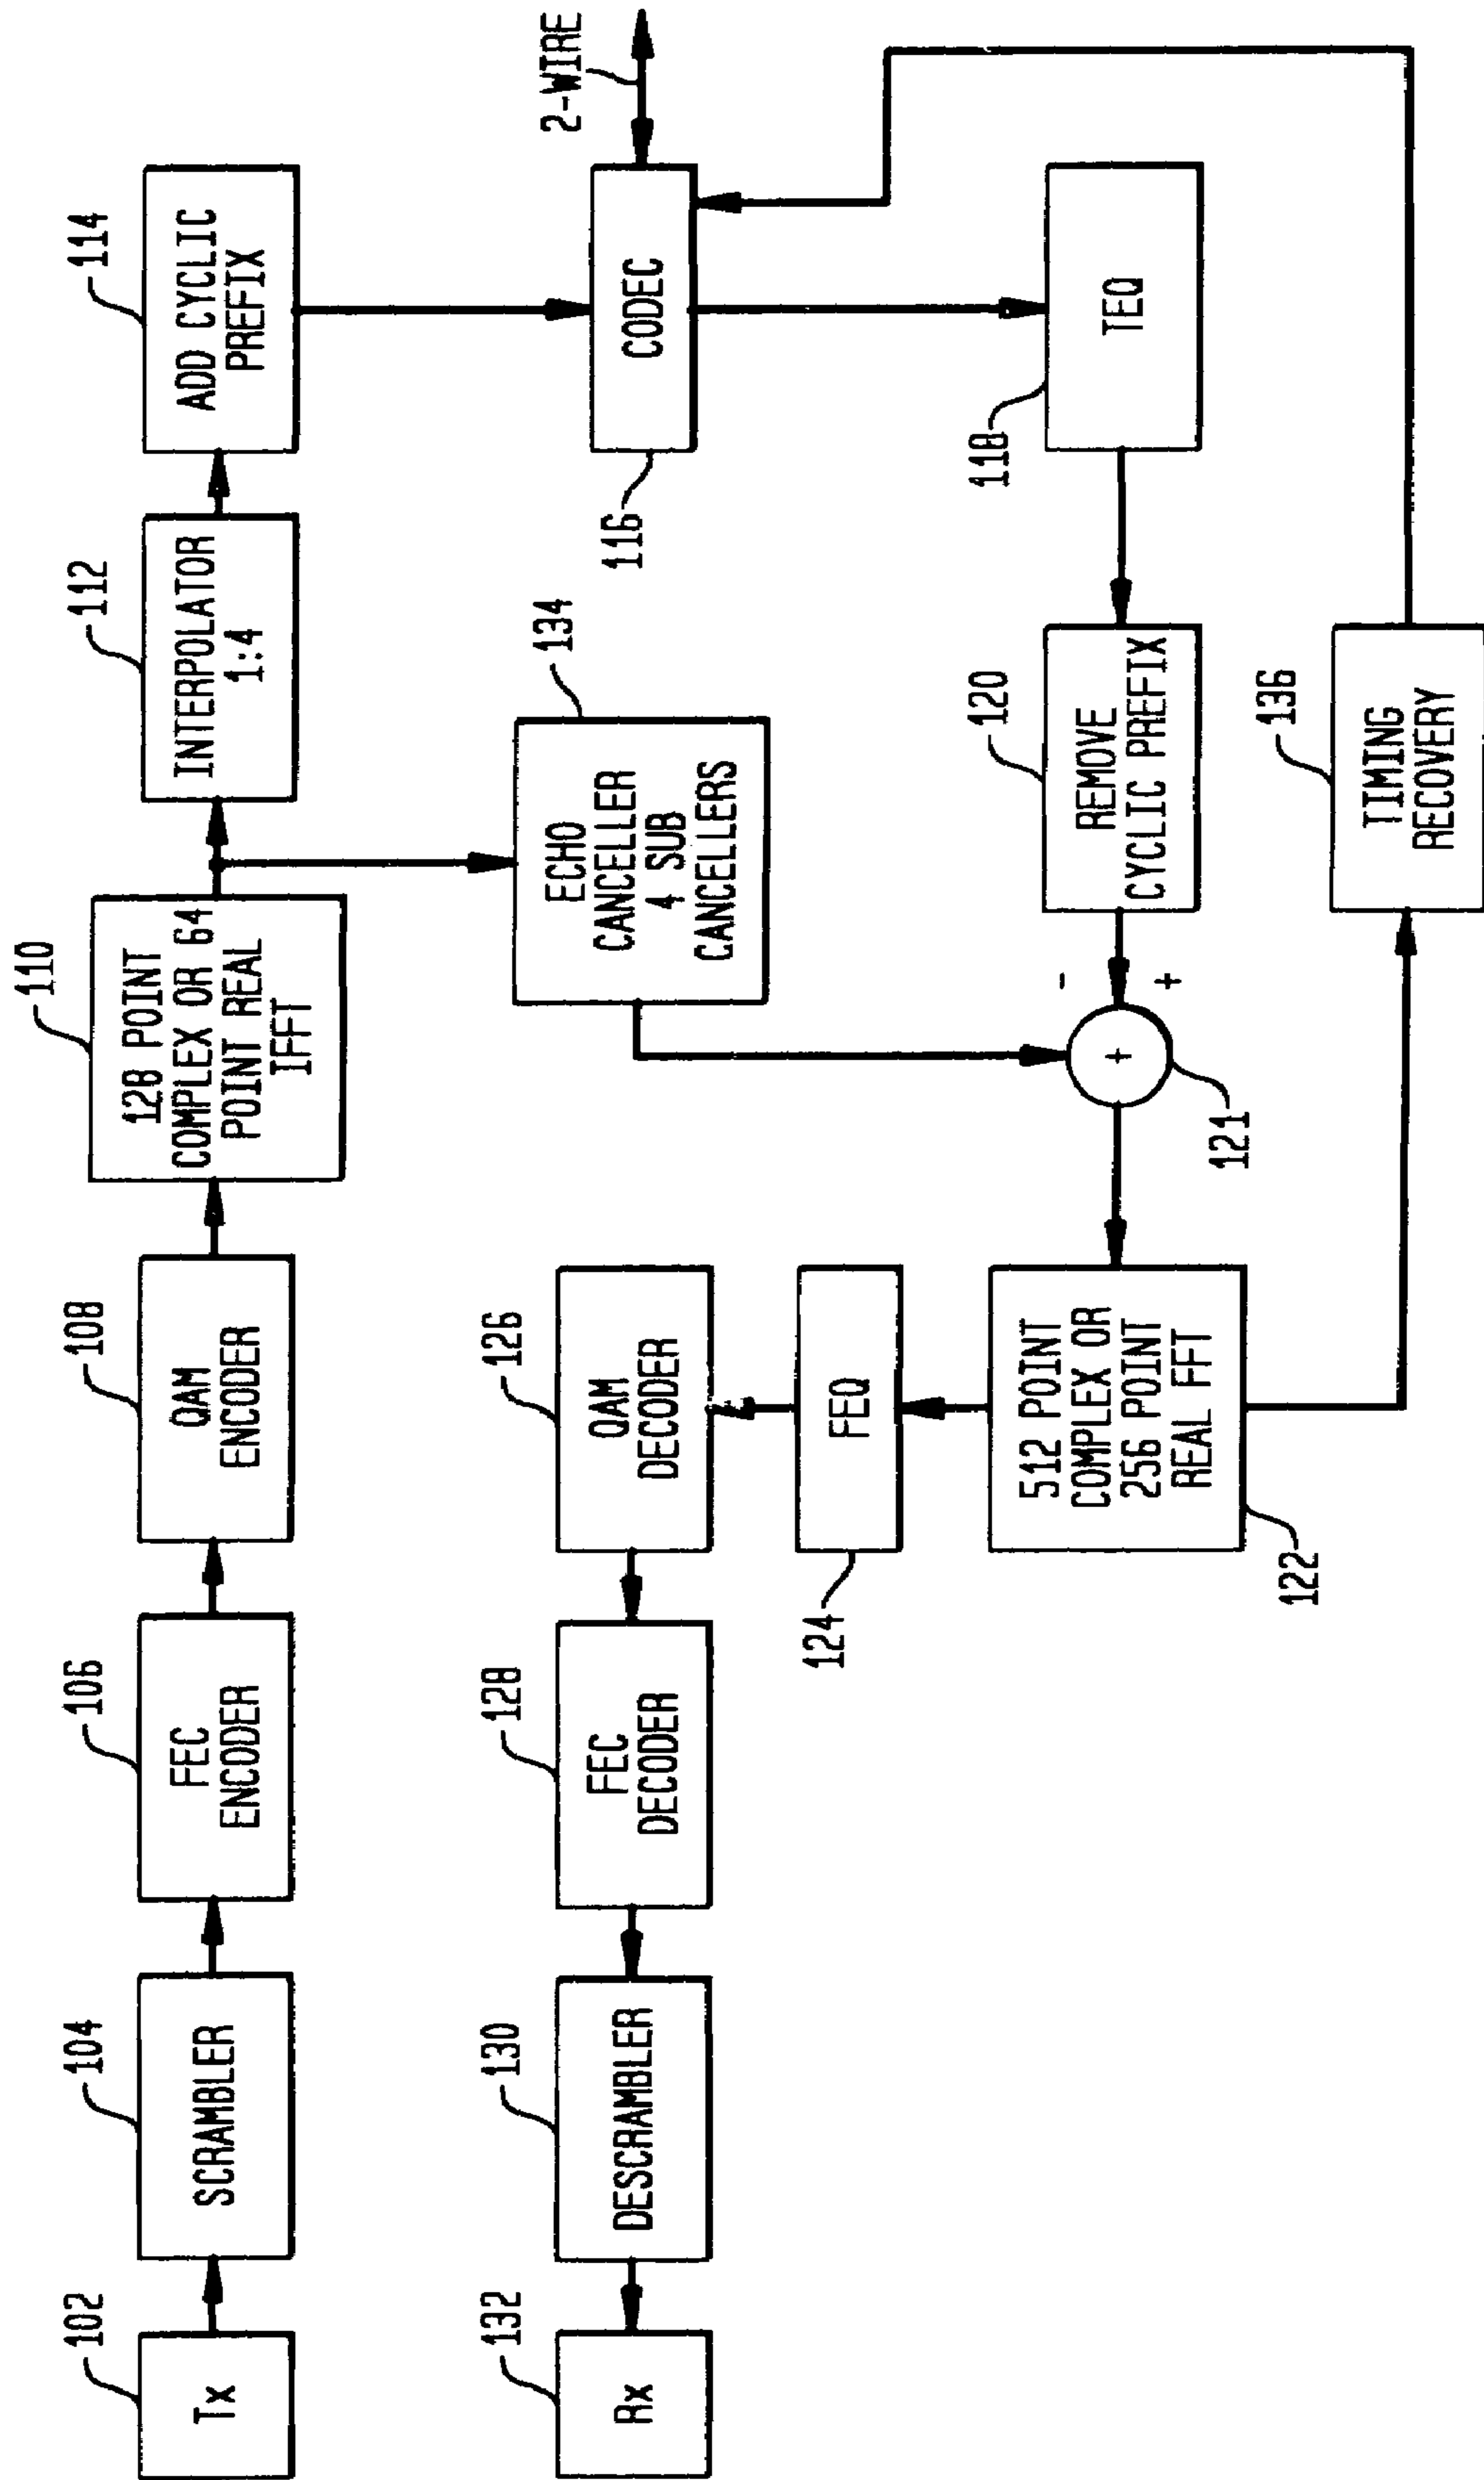 102
Tx
104
SCRAMBLER
106
FEC
ENCODER
108
QAM
ENCODER
110
128 POINT
COMPLEX OR 64
POINT REAL
IFFT
112
INTERPOLATOR
1:4
114
ADD CYCLIC
PREFIX
134
ECHO
CANCELLER
4 SUB
CANCELLERS
2-WIRE
CODEC
116
132
Rx
130
DESCRAMBLER
128
FEC
DECODER
126
QAM
DECODER
FEQ
124
512 POINT
COMPLEX OR
256 POINT
REAL FFT
122
-
+
+
121
120
REMOVE
CYCLIC PREFIX
TEQ
118
136
TIMING
RECOVERY